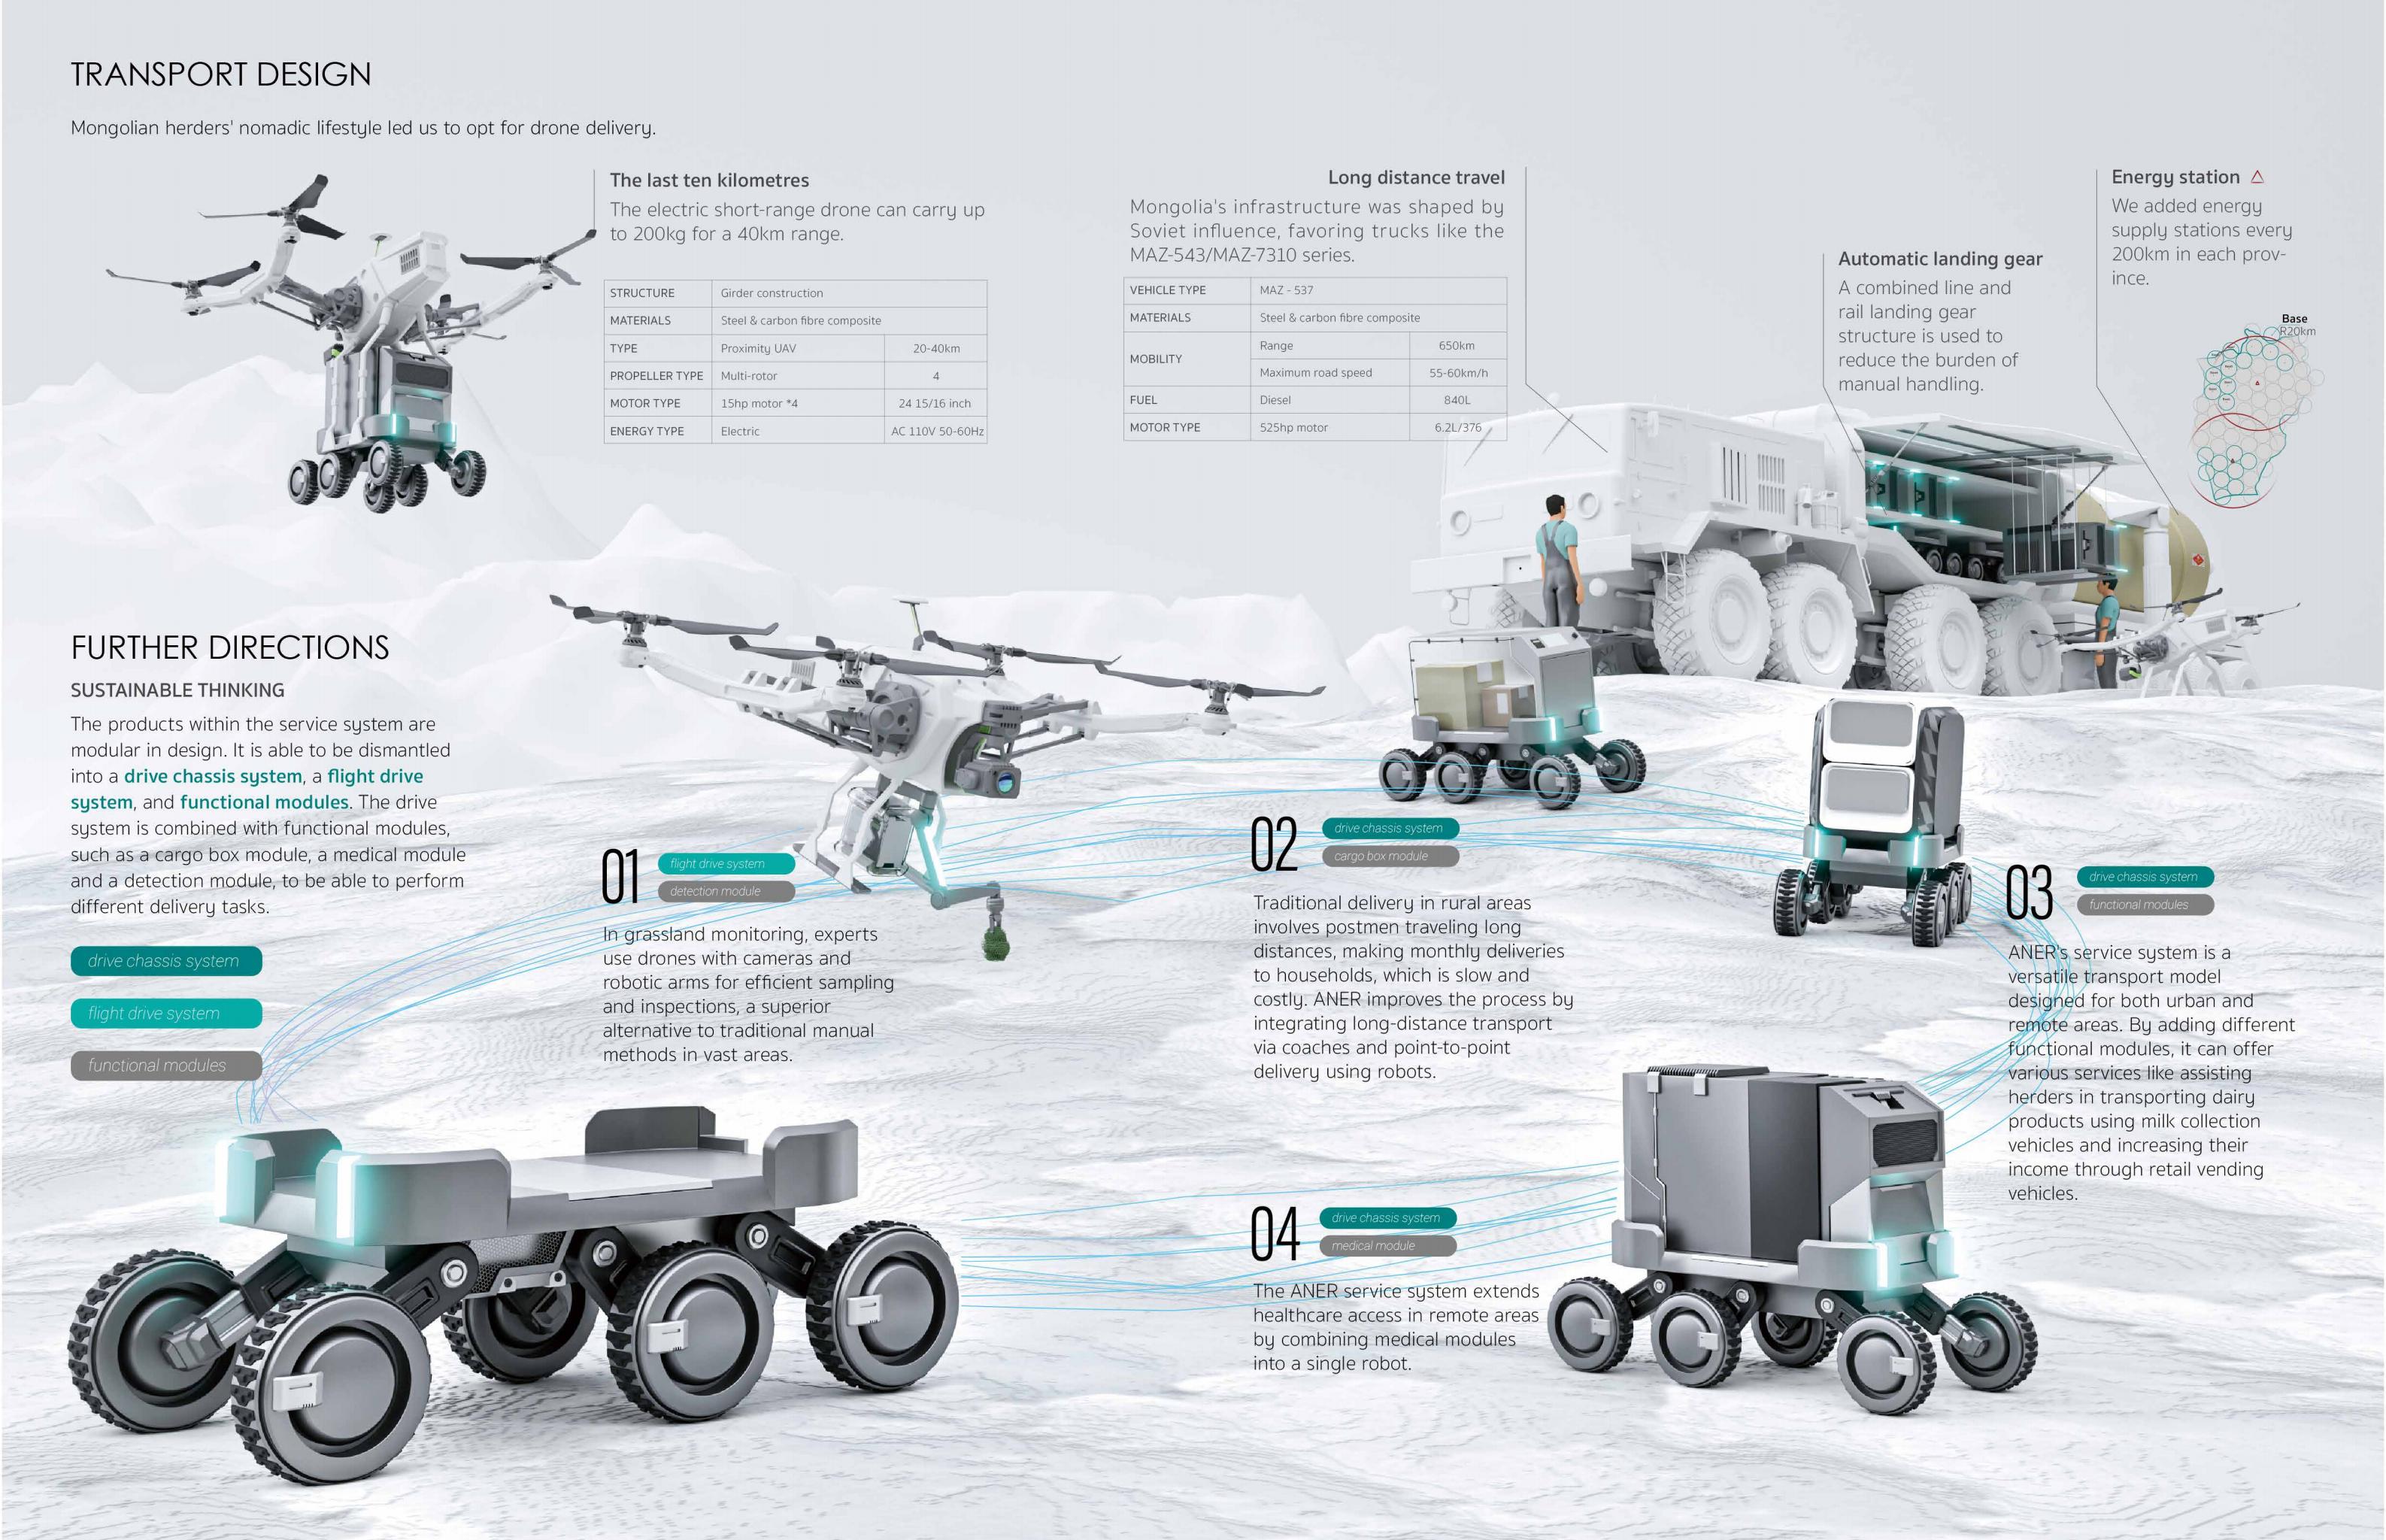 TRANSPORT DESIGN
Mongolian herders' nomadic lifestyle led us to opt for drone delivery.
The last ten kilometres
The electric short-range drone can carry up
to 200kg for a 40km range.
STRUCTURE Girder construction
MATERIALS Steel & carbon fibre composite
TYPE Proximity UAV 20-40km
PROPELLER TYPE Multi-rotor 4
MOTOR TYPE 15hp motor *4 24 15/16 inch
ENERGY TYPE Electric AC 110V 50-60Hz
Long distance travel
Mongolia's infrastructure was shaped by
Soviet influence, favoring trucks like the
MAZ-543/MAZ-7310 series.
VEHICLE TYPE MAZ - 537
MATERIALS Steel & carbon fibre composite
MOBILITY Range 650km
Maximum road speed 55-60km/h
FUEL Diesel 840L
MOTOR TYPE 525hp motor 6.2L/376
Automatic landing gear
A combined line and
rail landing gear
structure is used to
reduce the burden of
manual handling.
Energy station
We added energy
supply stations every
200km in each prov-
ince.
Base
R20km
FURTHER DIRECTIONS
SUSTAINABLE THINKING
The products within the service system are
modular in design. It is able to be dismantled
into a drive chassis system, a flight drive
system, and functional modules. The drive
system is combined with functional modules,
such as a cargo box module, a medical module
and a detection module, to be able to perform
different delivery tasks.
drive chassis system
flight drive system
functional modules
01
flight drive system
detection module
In grassland monitoring, experts
use drones with cameras and
robotic arms for efficient sampling
and inspections, a superior
alternative to traditional manual
methods in vast areas.
02
drive chassis system
cargo box module
Traditional delivery in rural areas
involves postmen traveling long
distances, making monthly deliveries
to households, which is slow and
costly. ANER improves the process by
integrating long-distance transport
via coaches and point-to-point
delivery using robots.
03
drive chassis system
functional modules
ANER's service system is a
versatile transport model
designed for both urban and
remote areas. By adding different
functional modules, it can offer
various services like assisting
herders in transporting dairy
products using milk collection
vehicles and increasing their
income through retail vending
vehicles.
04
drive chassis system
medical module
The ANER service system extends
healthcare access in remote areas
by combining medical modules
into a single robot.